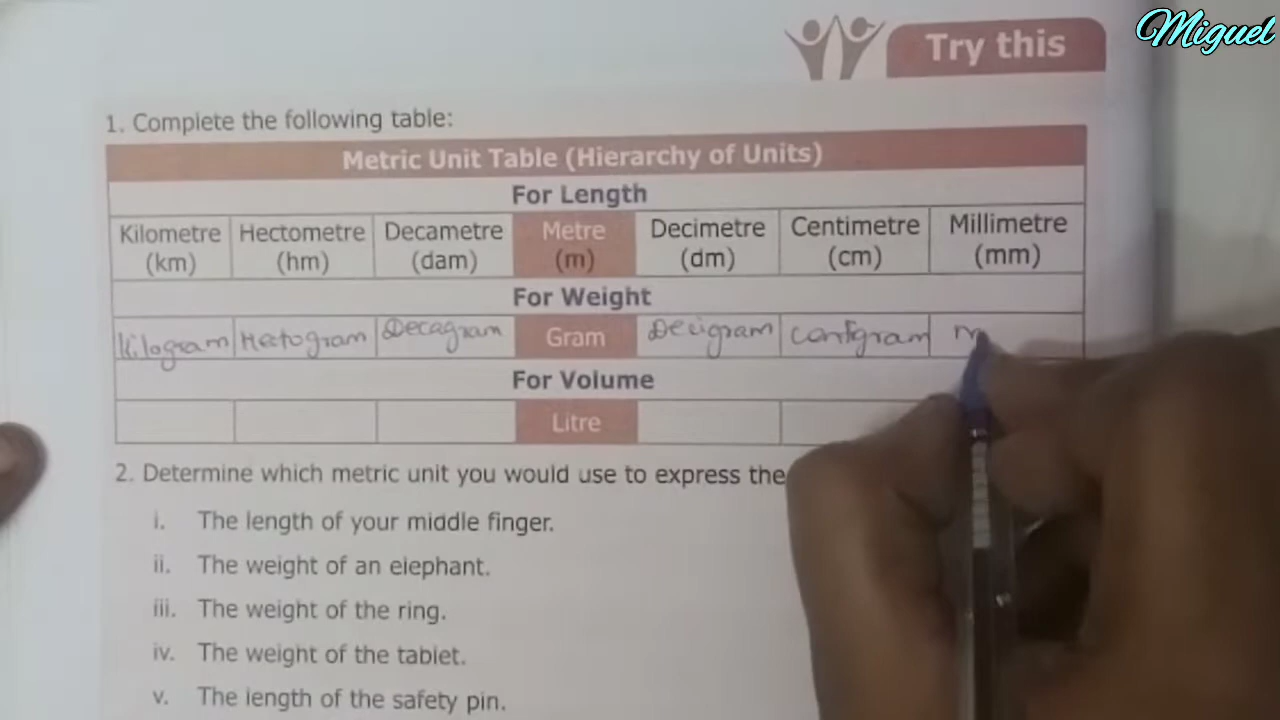 Miguel
Try this
1. Complete the following table:
Metric Unit Table (Hierarchy of Units)
For Length
Kilometre (km) Hectometre (hm) Decametre (dam) Metre (m) Decimetre (dm) Centimetre (cm) Millimetre (mm)
For Weight
Kilogram Hectogram Decagram Gram Decigram centgram m
For Volume
Litre
2. Determine which metric unit you would use to express the
i. The length of your middle finger.
ii. The weight of an elephant.
iii. The weight of the ring.
iv. The weight of the tablet.
v. The length of the safety pin.